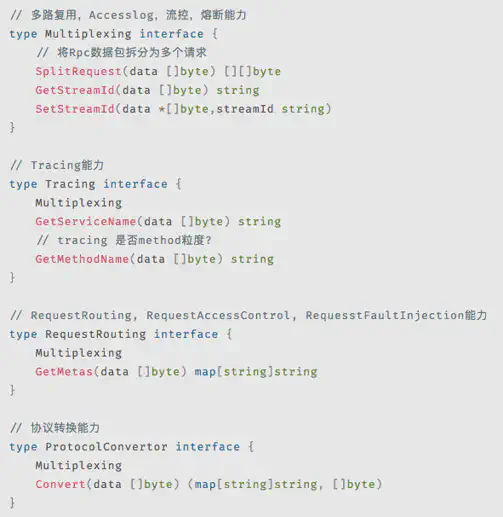 // 多路复用, Accesslog, 流控, 熔断能力
type Multiplexing interface {
    // 将Rpc数据包拆分为多个请求
    SplitRequest(data []byte) [][]byte
    GetStreamId(data []byte) string
    SetStreamId(data *[]byte,streamId string)
}

// Tracing能力
type Tracing interface {
    Multiplexing
    GetServiceName(data []byte) string
    // tracing 是否method粒度?
    GetMethodName(data []byte) string
}

// RequestRouting, RequestAccessControl, RequesstFaultInjection能力
type RequestRouting interface {
    Multiplexing
    GetMetas(data []byte) map[string]string
}

// 协议转换能力
type ProtocolConvertor interface {
    Multiplexing
    Convert(data []byte) (map[string]string, []byte)
}